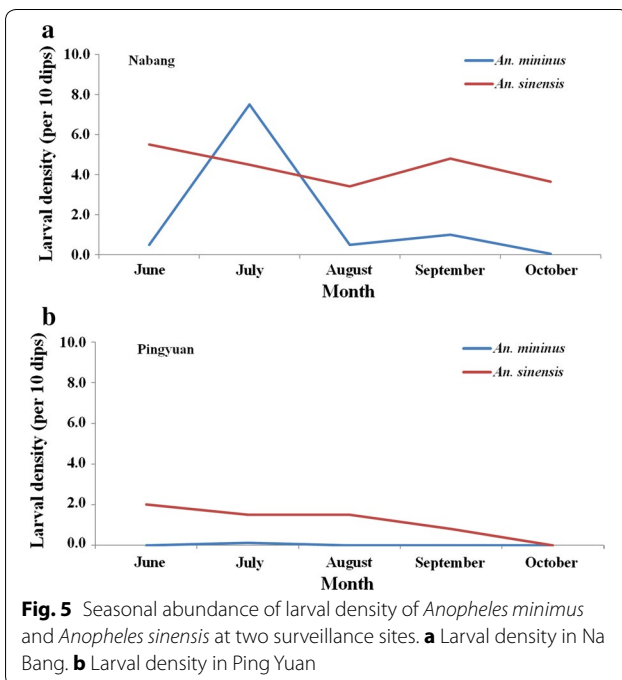 a
Nabang
An. mininus
An. sinensis
Larval density (per 10 dips)
10.0
8.0
6.0
4.0
2.0
0.0
June July August September October
Month
b
Pingyuan
An. mininus
An. sinensis
Larval density (per 10 dips)
10.0
8.0
6.0
4.0
2.0
0.0
June July August September October
Month
Fig. 5 Seasonal abundance of larval density of Anopheles minimus
and Anopheles sinensis at two surveillance sites. a Larval density in Na
Bang. b Larval density in Ping Yuan